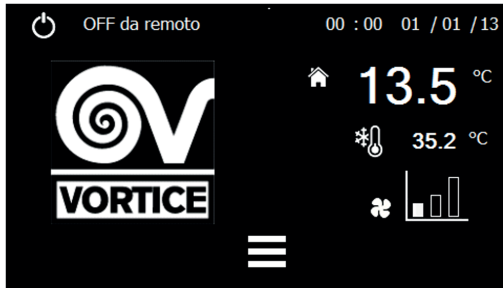 OFF da remoto
00 : 00 01 / 01 / 13
13.5 °C
35.2 °C
VORTICE